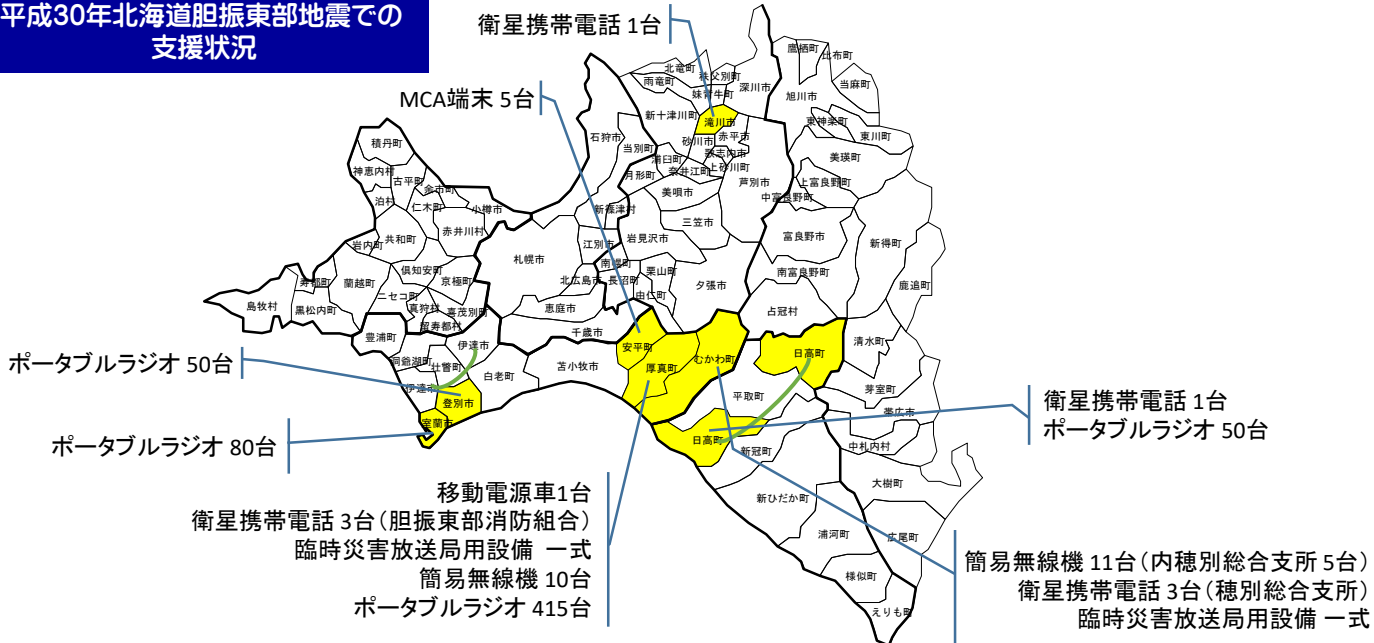 平成30年北海道胆振東部地震での
支援状況
衛星携帯電話 1台
MCA端末 5台
ポータブルラジオ 50台
ポータブルラジオ 80台
移動電源車1台
衛星携帯電話 3台(胆振東部消防組合)
臨時災害放送局用設備 一式
簡易無線機 10台
ポータブルラジオ 415台
衛星携帯電話 1台
ポータブルラジオ 50台
簡易無線機 11台(内穂別総合支所 5台)
衛星携帯電話 3台(穂別総合支所)
臨時災害放送局用設備 一式
鷹栖町
比布町
北竜町
秩父別町
雨竜町
妹背牛町
深川市
旭川市
当麻町
新十津川町
滝川市
東神楽町
東川町
石狩市
当別町
砂川市
赤平市
歌志内市
浦臼町
奈井江町
上砂川町
美瑛町
月形町
芦別市
上富良野町
中富良野町
美唄市
積丹町
神恵内村
古平町
余市町
泊村
仁木町
小樽市
赤井川村
共和町
岩内町
新篠津村
三笠市
江別市
岩見沢市
富良野市
新得町
札幌市
南幌町
栗山町
長沼町
北広島市
由仁町
夕張市
南富良野町
鹿追町
倶知安町
京極町
寿都町
蘭越町
ニセコ町
島牧村
黒松内町
真狩村
喜茂別町
留寿都村
恵庭市
占冠村
千歳市
豊浦町
伊達市
洞爺湖町
壮瞥町
白老町
苫小牧市
安平町
厚真町
むかわ町
日高町
清水町
伊達市
登別市
室蘭市
平取町
芽室町
帯広市
日高町
新冠町
中札内村
大樹町
新ひだか町
浦河町
広尾町
様似町
えりも町